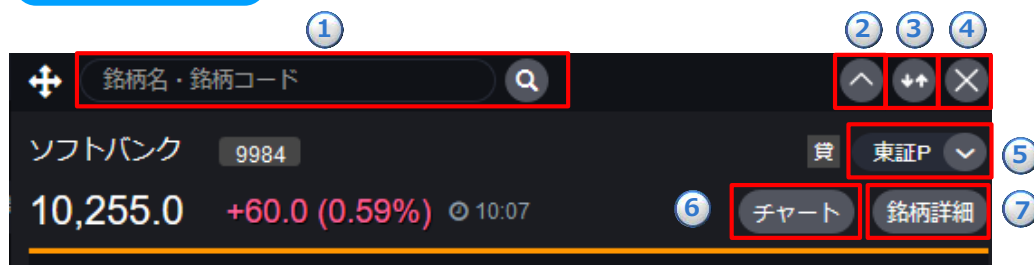 ① ② ③ ④
銘柄名・銘柄コード
ソフトバンク 9984 貸 東証P ⑤
10,255.0 +60.0 (0.59%) 10:07 ⑥ チャート 銘柄詳細 ⑦